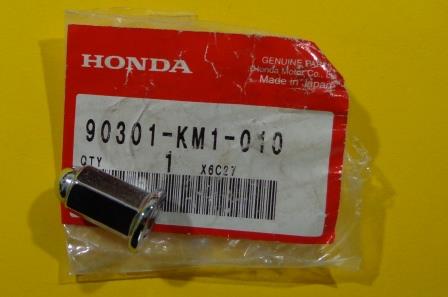 HONDA
GENUINE PARTS
Honda Motor Co.,
Made in Japan
90301-KM1-010
QTY 1 X6C27